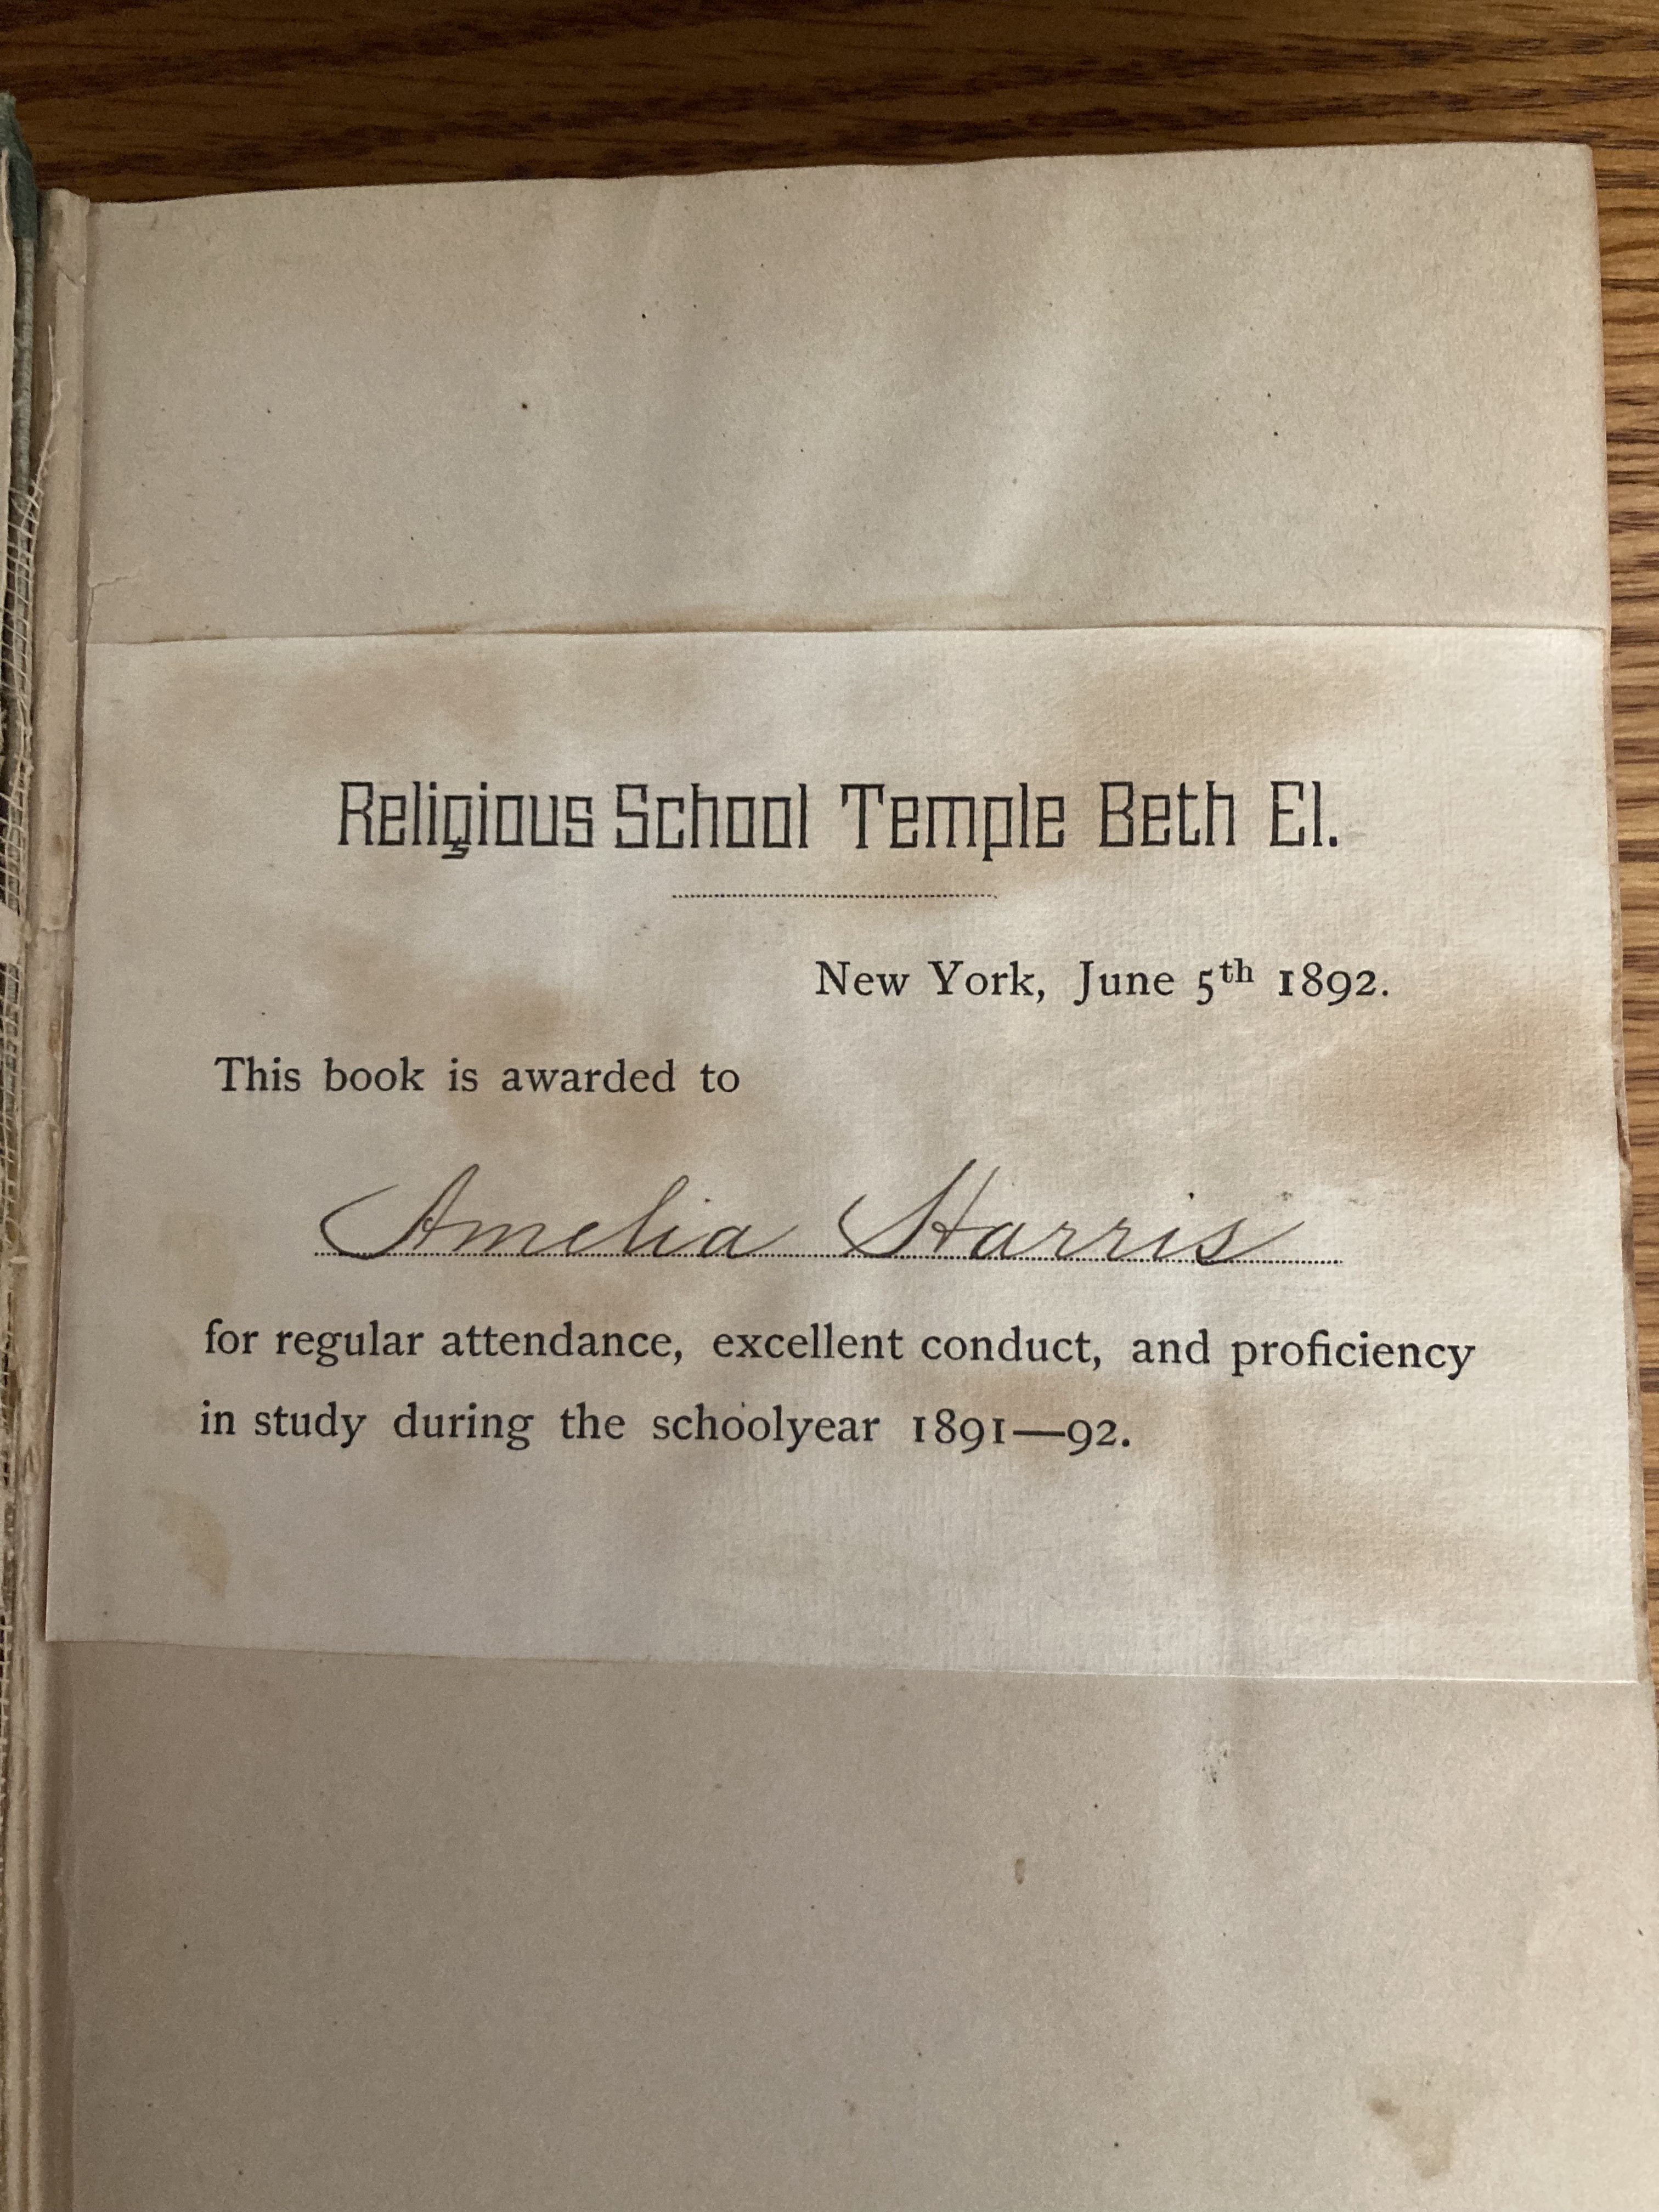 Religious School Temple Beth El.
New York, June 5th 1892.
This book is awarded to
Amelia Harris
for regular attendance, excellent conduct, and proficiency
in study during the schoolyear 1891—92.